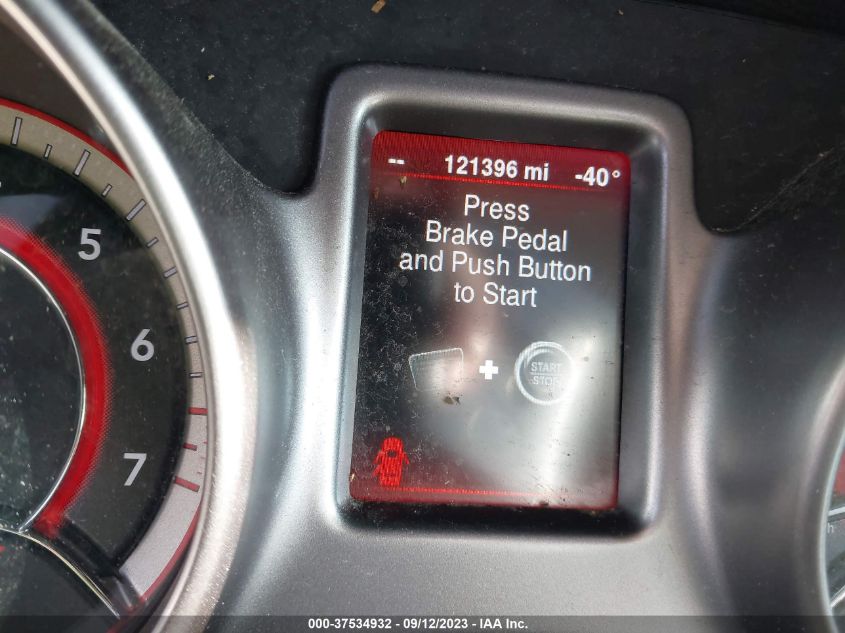 -- 121396 mi -40°
Press
Brake Pedal
and Push Button
to Start
+
START
STOP
5
6
7
000-37534932 / 09/12/2023 / IAA Inc.